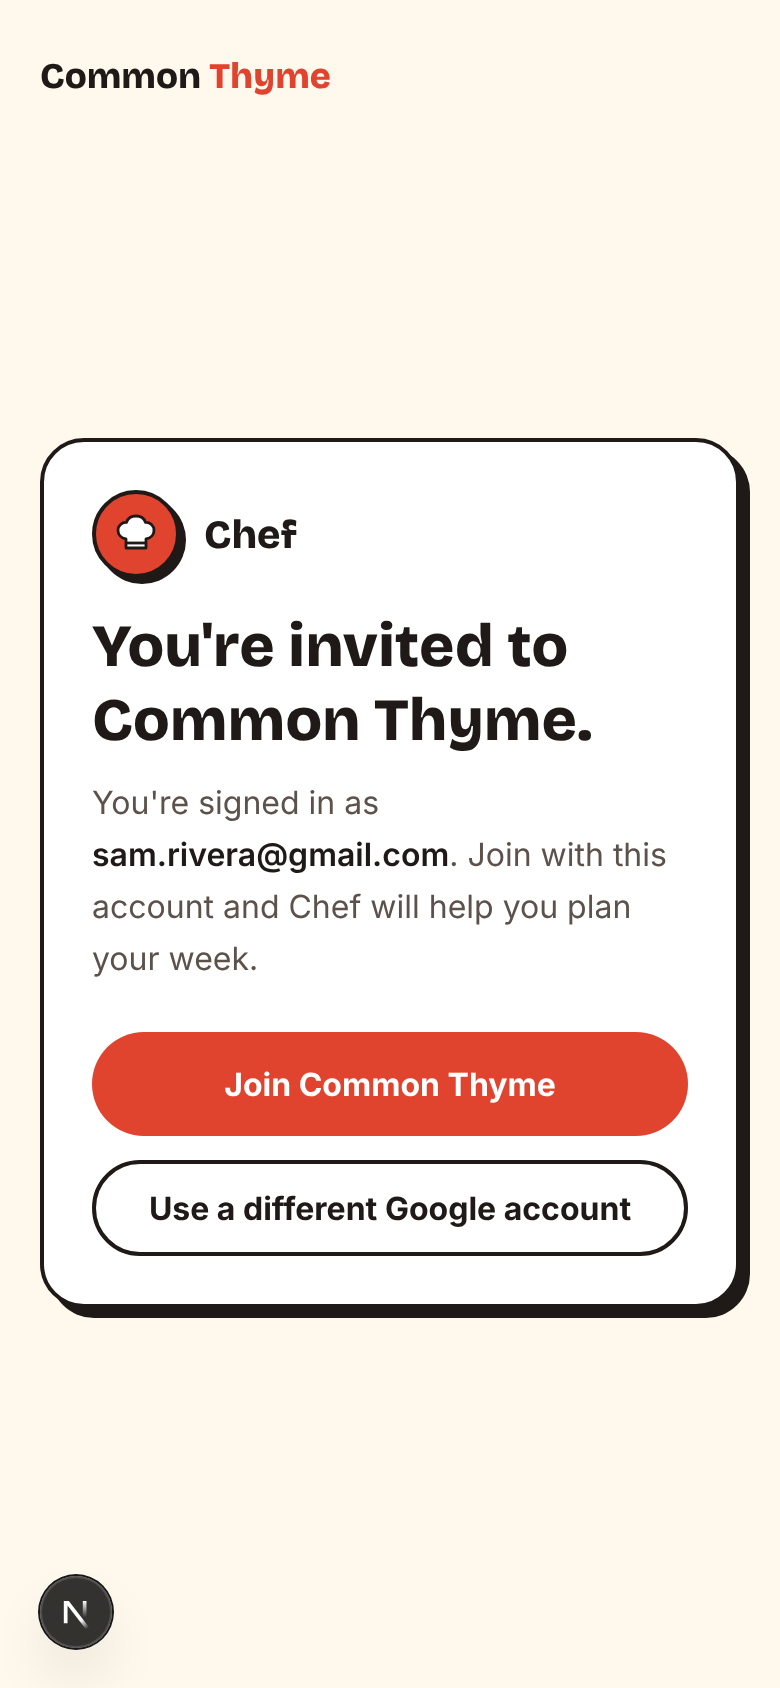 Common Thyme
Chef
You're invited to
Common Thyme.
You're signed in as
sam.rivera@gmail.com. Join with this
account and Chef will help you plan
your week.
Join Common Thyme
Use a different Google account
N